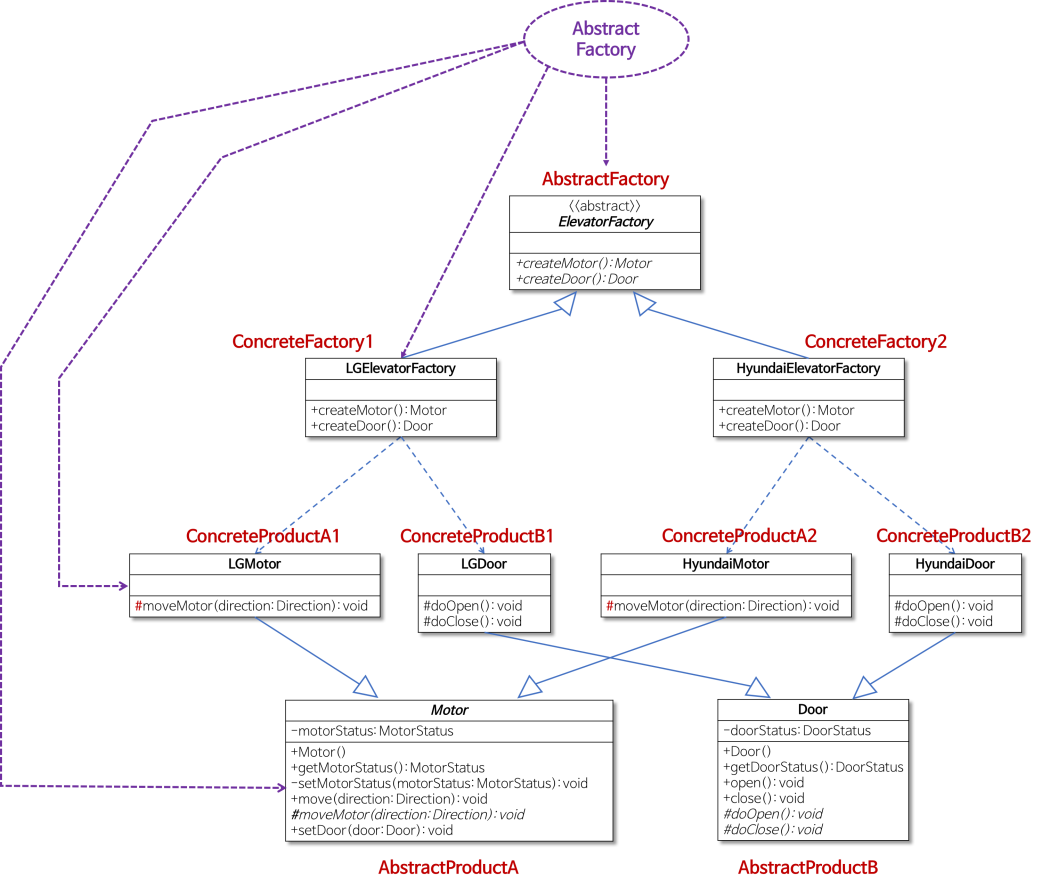 Abstract
Factory
AbstractFactory
《abstract》
ElevatorFactory
+createMotor(): Motor
+createDoor(): Door
ConcreteFactory1
LGElevatorFactory
+createMotor(): Motor
+createDoor(): Door
ConcreteFactory2
HyundaiElevatorFactory
+createMotor(): Motor
+createDoor(): Door
ConcreteProductA1
LGMotor
#moveMotor(direction: Direction): void
ConcreteProductB1
LGDoor
#doOpen(): void
#doClose(): void
ConcreteProductA2
HyundaiMotor
#moveMotor(direction: Direction): void
ConcreteProductB2
HyundaiDoor
#doOpen(): void
#doClose(): void
Motor
-motorStatus: MotorStatus
+Motor()
+getMotorStatus(): MotorStatus
-setMotorStatus(motorStatus: MotorStatus): void
+move(direction: Direction): void
#moveMotor(direction: Direction): void
+setDoor(door: Door): void
AbstractProductA
Door
-doorStatus: DoorStatus
+Door()
+getDoorStatus(): DoorStatus
+open(): void
+close(): void
#doOpen(): void
#doClose(): void
AbstractProductB